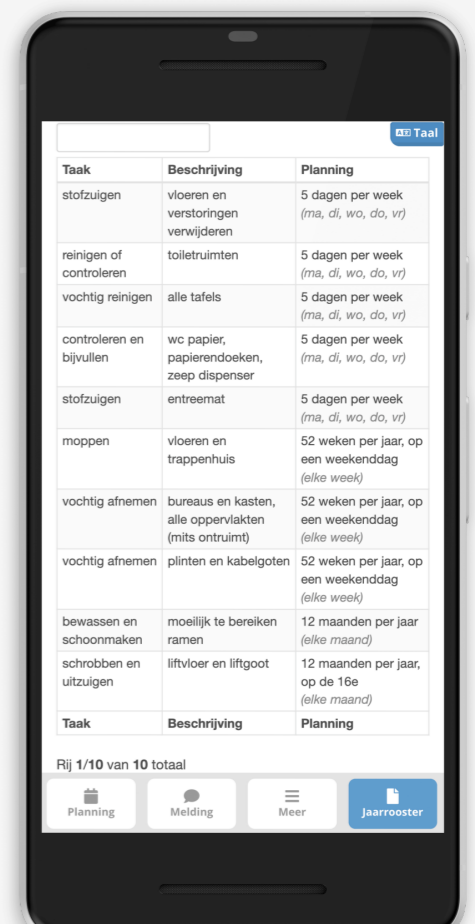 Taal
Taak Beschrijving Planning
stofzuigen vloeren en verstoringen verwijderen 5 dagen per week (ma, di, wo, do, vr)
reinigen of controleren toiletruimten 5 dagen per week (ma, di, wo, do, vr)
vochtig reinigen alle tafels 5 dagen per week (ma, di, wo, do, vr)
controleren en bijvullen wc papier, papierendoeken, zeep dispenser 5 dagen per week (ma, di, wo, do, vr)
stofzuigen entreemat 5 dagen per week (ma, di, wo, do, vr)
moppen vloeren en trappenhuis 52 weken per jaar, op een weekenddag (elke week)
vochtig afnemen bureaus en kasten, alle oppervlakten (mits ontruimt) 52 weken per jaar, op een weekenddag (elke week)
vochtig afnemen plinten en kabelgoten 52 weken per jaar, op een weekenddag (elke week)
bewassen en schoonmaken moeilijk te bereiken ramen 12 maanden per jaar (elke maand)
schrobben en uitzuigen liftvloer en liftgoot 12 maanden per jaar, op de 16e (elke maand)
Taak Beschrijving Planning
Rij 1/10 van 10 totaal
Planning Melding Meer Jaarrooster